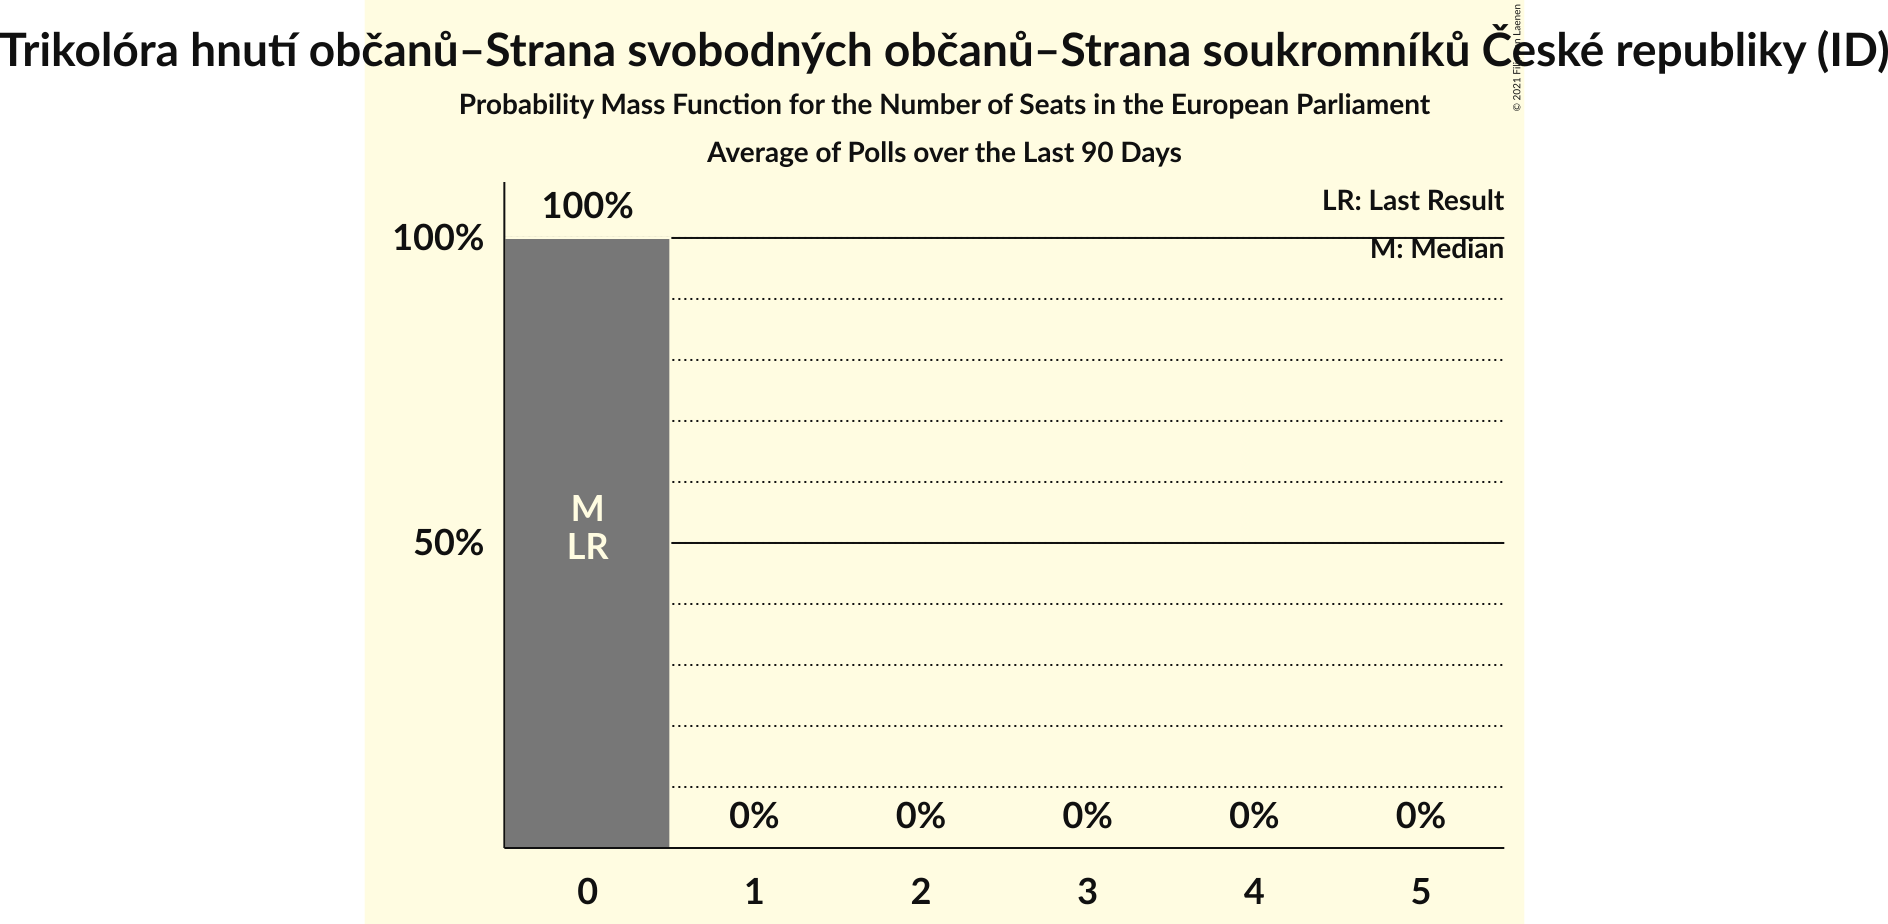 Trikolóra hnutí občanů–Strana svobodných občanů–Strana soukromníků České republiky (ID)
Probability Mass Function for the Number of Seats in the European Parliament
Average of Polls over the Last 90 Days
© 2021 Laenen
LR: Last Result
M: Median
100%
100%
50%
M
LR
0% 0% 0% 0% 0%
0 1 2 3 4 5